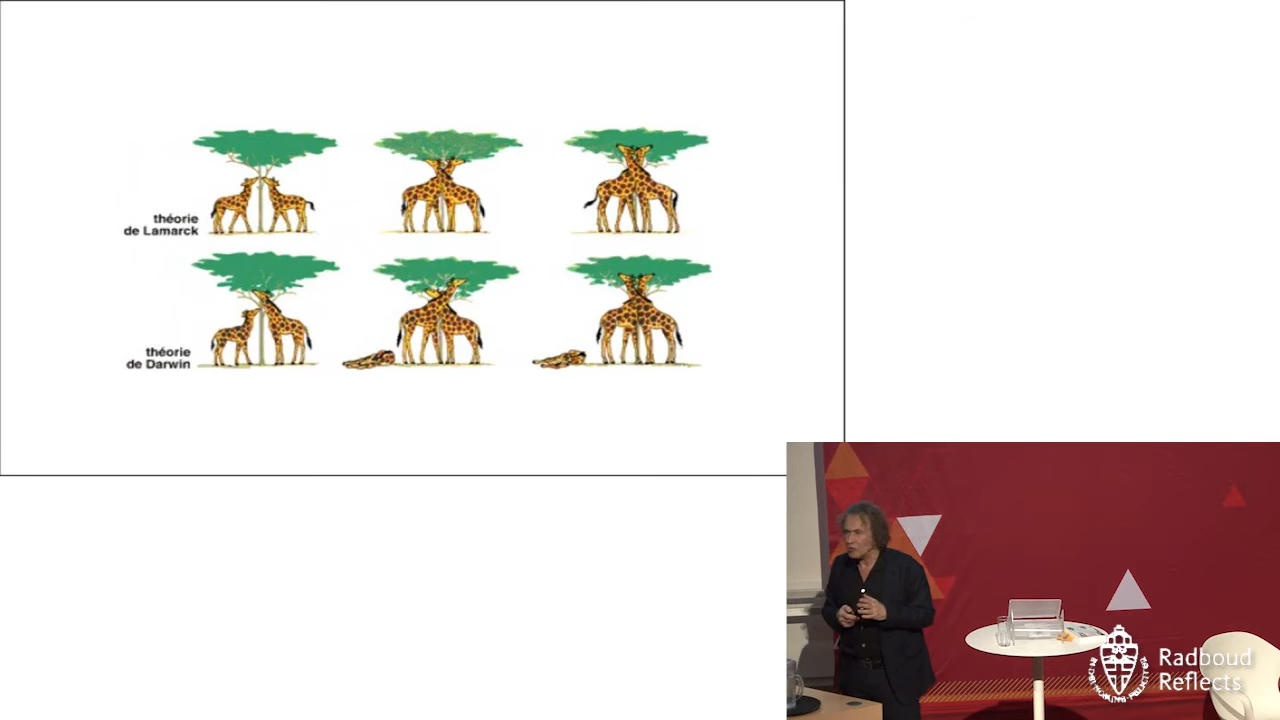 théorie
de Lamarck
théorie
de Darwin
Radboud
Reflects